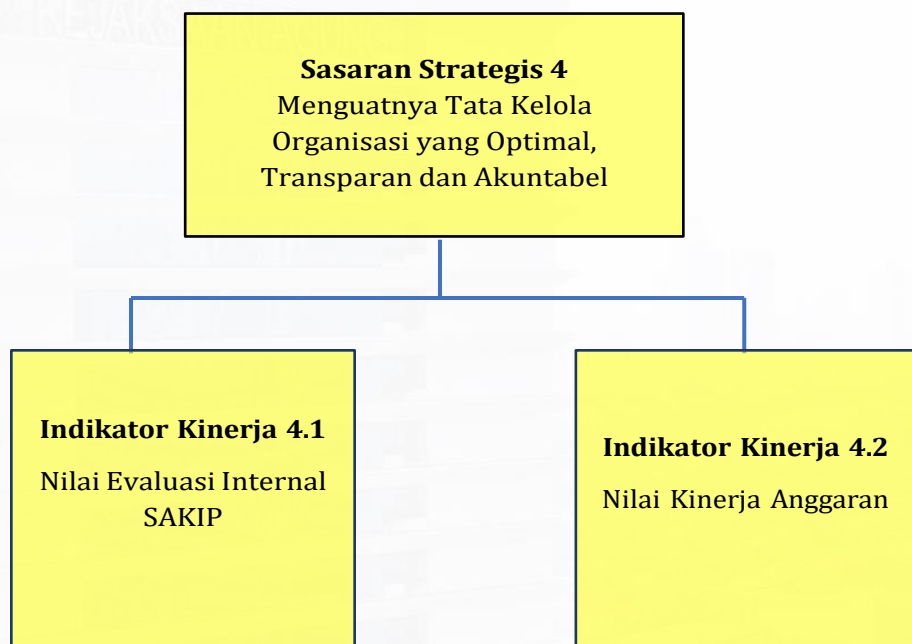 Sasaran Strategis 4
Menguatnya Tata Kelola
Organisasi yang Optimal,
Transparan dan Akuntabel
Indikator Kinerja 4.1
Nilai Evaluasi Internal
SAKIP
Indikator Kinerja 4.2
Nilai Kinerja Anggaran